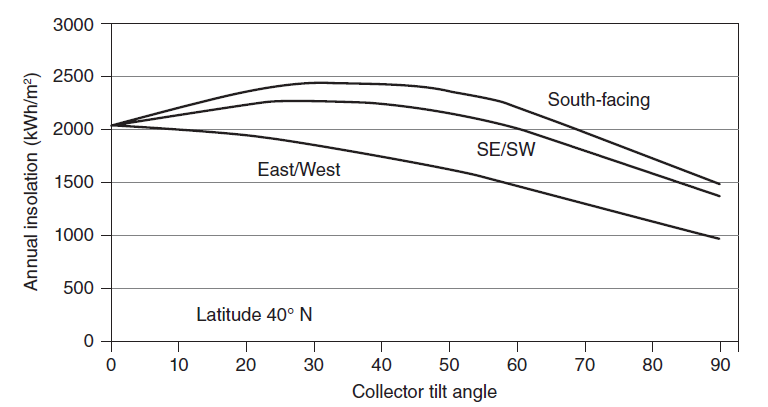 3000
2500
2000
1500
1000
500
0
Annual insolation (kWh/m²)
South-facing
SE/SW
East/West
Latitude 40° N
0 10 20 30 40 50 60 70 80 90
Collector tilt angle